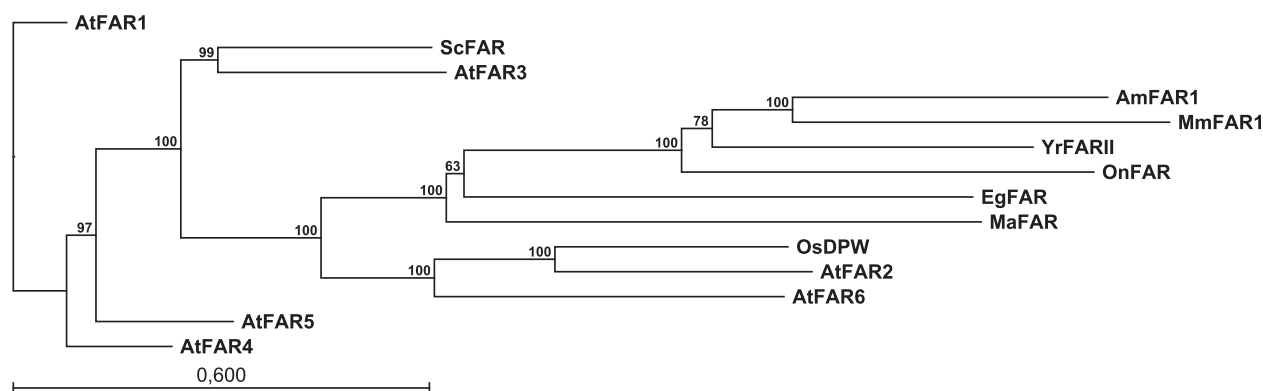 AtFAR1
99 ScFAR
AtFAR3
100 AmFAR1
78 MmFAR1
100 100 YrFARII
63 OnFAR
100 EgFAR
97 100 MaFAR
100 OsDPW
100 AtFAR2
AtFAR6
AtFAR5
AtFAR4
0,600